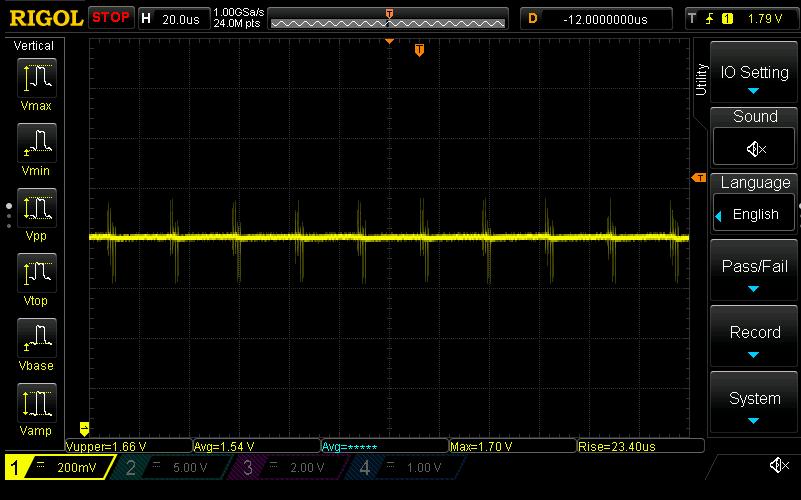 RIGOL STOP H 20.0us 1.00GSa/s 24.0M pts T D -12.0000000us T 1 1.79 V
Vertical
T
Utility
IO Setting
Vmax
Sound
Vmin
Language
T
English
Vpp
Pass/Fail
Vtop
Record
Vbase
System
Vamp
Vupper=1.66 V Avg=1.54 V Avg=***** Max=1.70 V Rise=23.40us
1 200mV 2 5.00 V 3 2.00 V 4 1.00 V